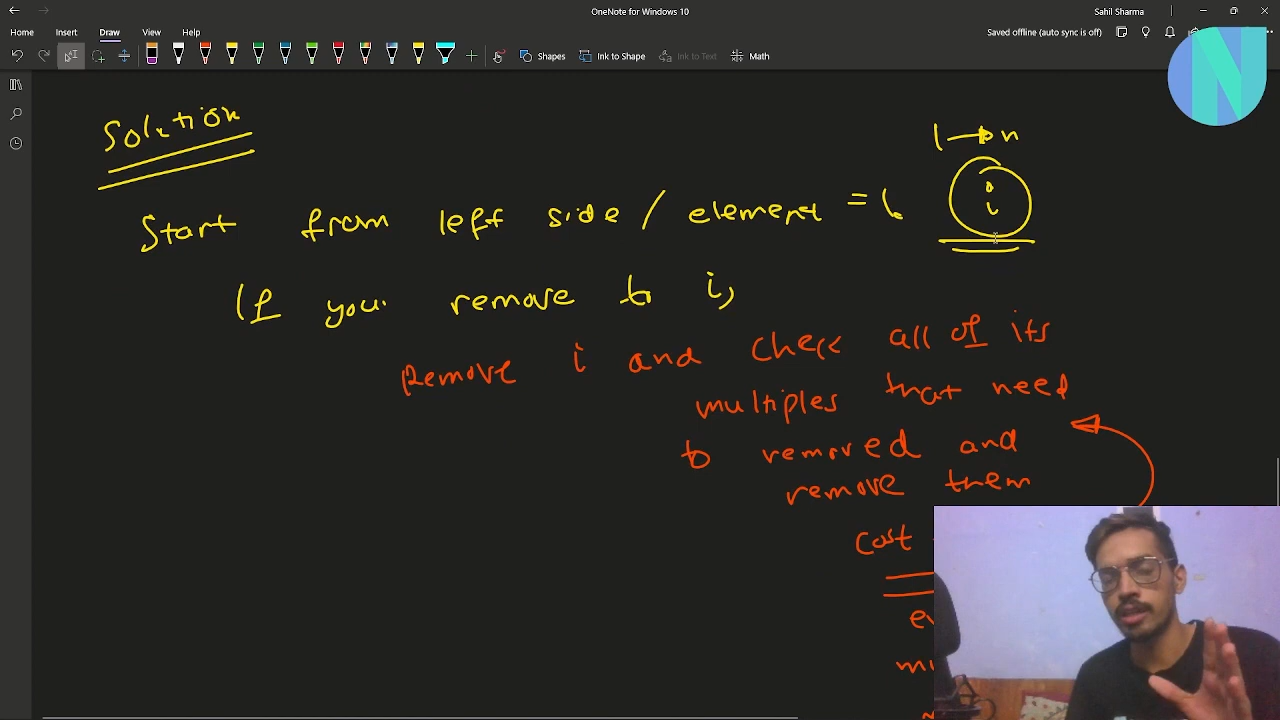 OneNote for Windows 10
Sahil Sharma
Home Insert Draw View Help
Saved offline (auto sync is off)
Shapes Ink to Shape Ink to Text Math
N
Solution
1 → n
i
Start from left side / element = 1
If you remove to i,
Remove i and check all of its
multiples that need
to removed and
remove them
cost